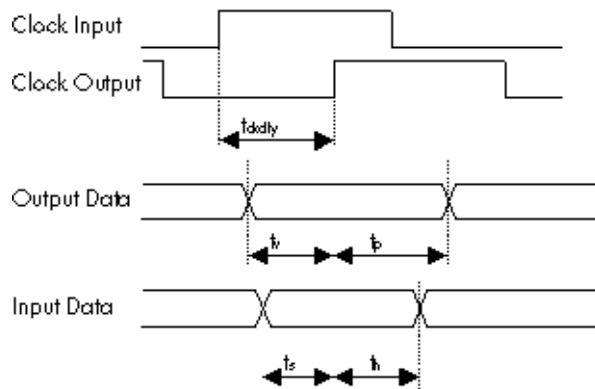 Clock Input
Clock Output
tckdly
Output Data
tv tp
Input Data
ts th